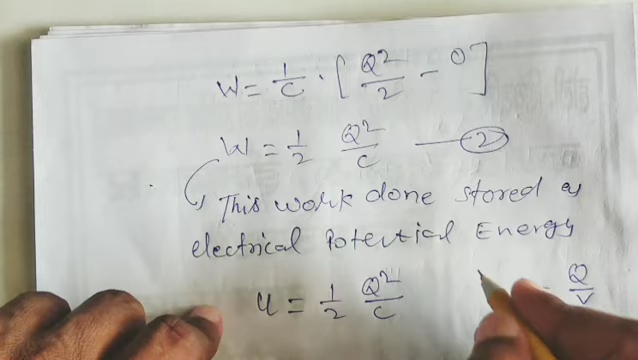 W = 1/C · [ Q²/2 - 0 ]
W = 1/2 Q²/C — 2
This work done stored as
electrical Potential Energy
U = 1/2 Q²/C - Q/V